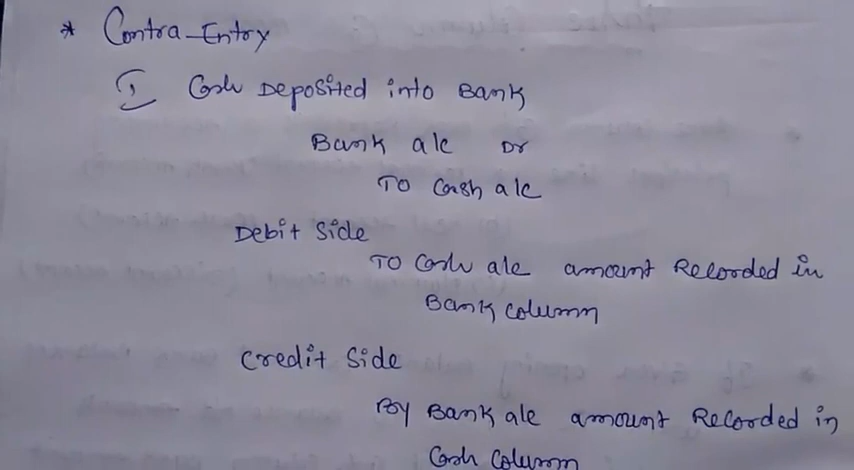 * Contra-Entry
1) Cash Deposited into Bank
Bank a/c Dr
To Cash a/c
Debit Side
To Cash a/c amount Recorded in
Bank Column
Credit Side
By Bank a/c amount Recorded in
Cash Column